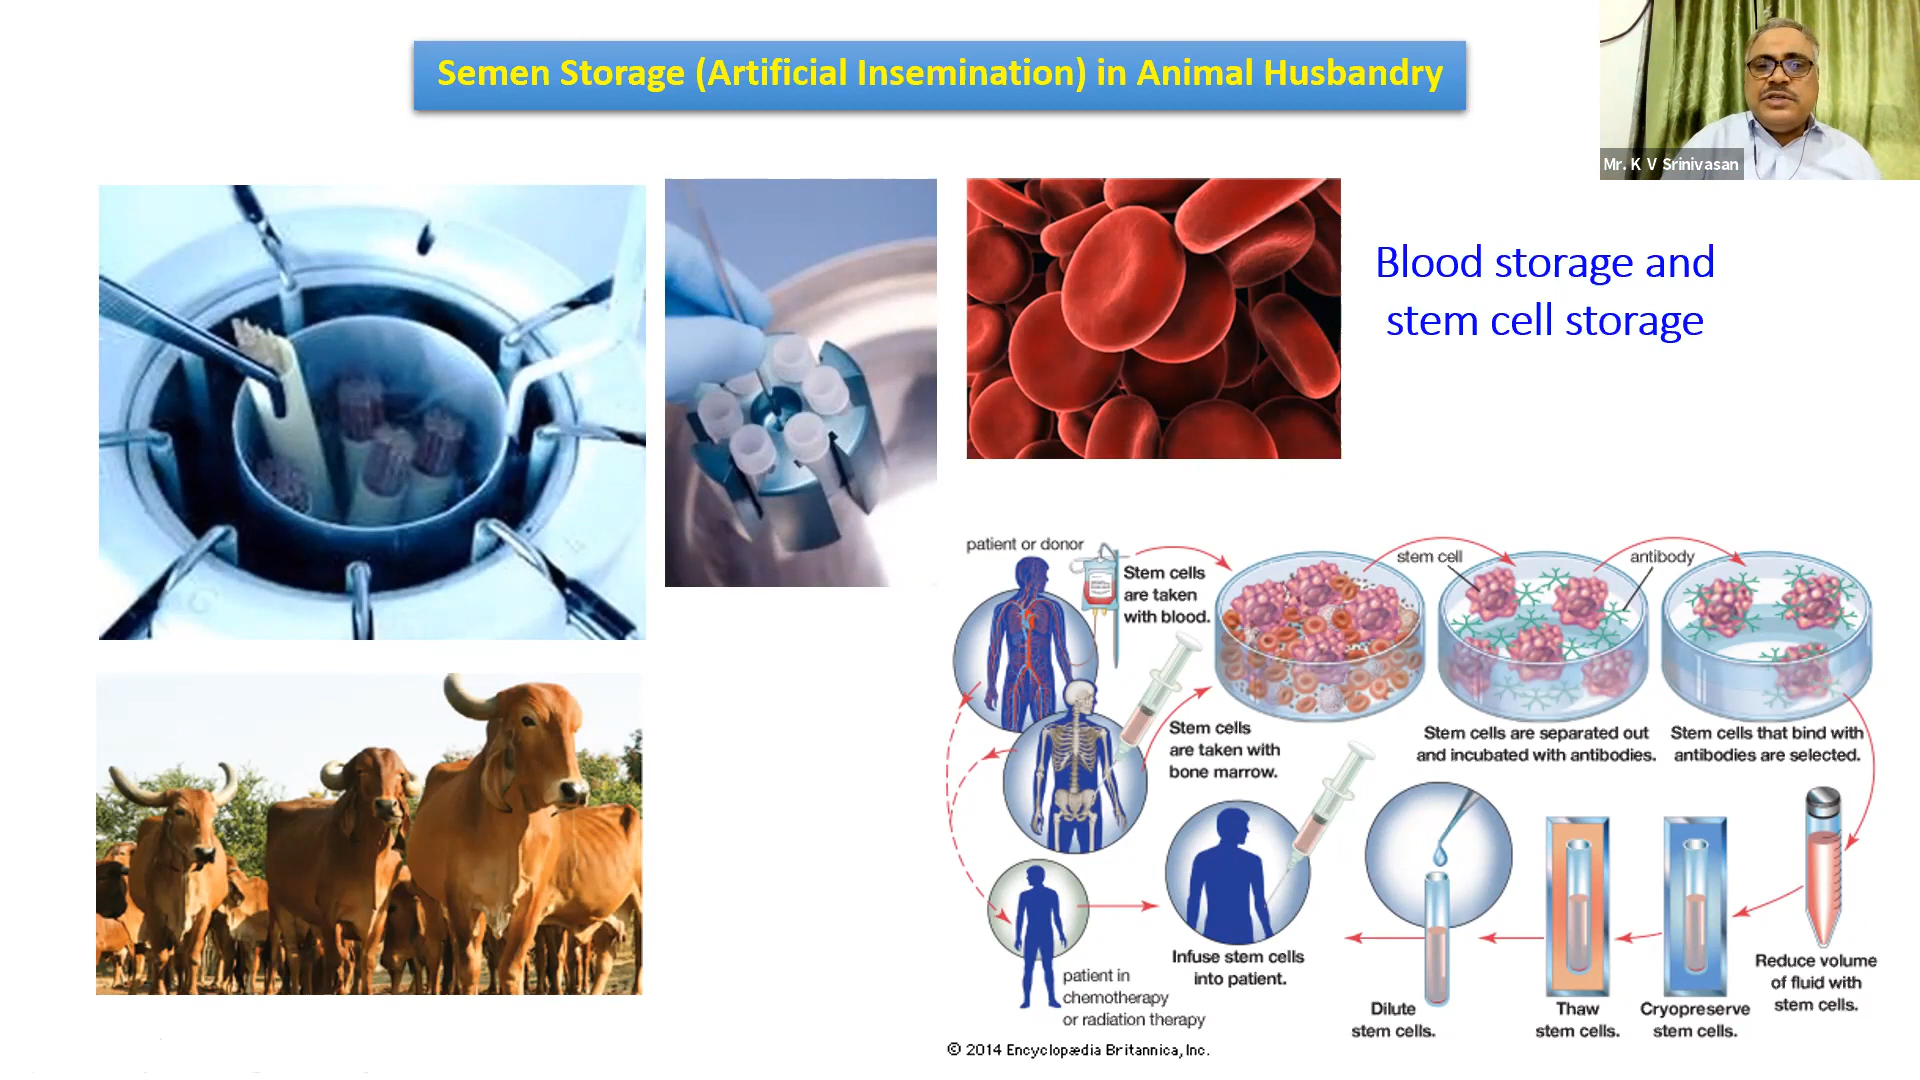 Semen Storage (Artificial Insemination) in Animal Husbandry
Mr. K V Srinivasan
Blood storage and
stem cell storage
patient or donor
Stem cells
are taken
with blood.
stem cell
antibody
Stem cells
are taken with
bone marrow.
Stem cells are separated out
and incubated with antibodies.
Stem cells that bind with
antibodies are selected.
Reduce volume
of fluid with
stem cells.
Cryopreserve
stem cells.
Thaw
stem cells.
Dilute
stem cells.
Infuse stem cells
into patient.
patient in
chemotherapy
or radiation therapy
© 2014 Encyclopædia Britannica, Inc.